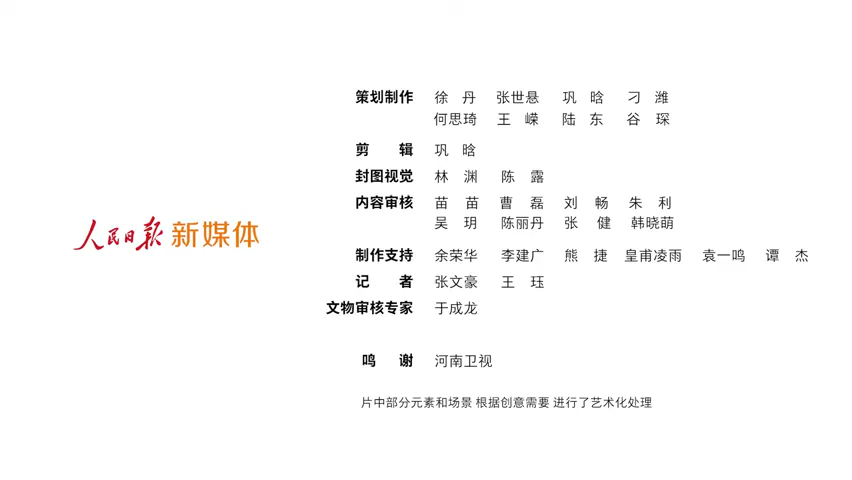 人民日报 新媒体
策划制作 徐 丹 张世悬 巩 晗 刁 潍
何思琦 王 嵘 陆 东 谷 琛
剪 辑 巩 晗
封图视觉 林 渊 陈 露
内容审核 苗 苗 曹 磊 刘 畅 朱 利
吴 玥 陈丽丹 张 健 韩晓萌
制作支持 余荣华 李建广 熊 捷 皇甫凌雨 袁一鸣 谭 杰
记 者 张文豪 王 珏
文物审核专家 于成龙
鸣 谢 河南卫视
片中部分元素和场景 根据创意需要 进行了艺术化处理